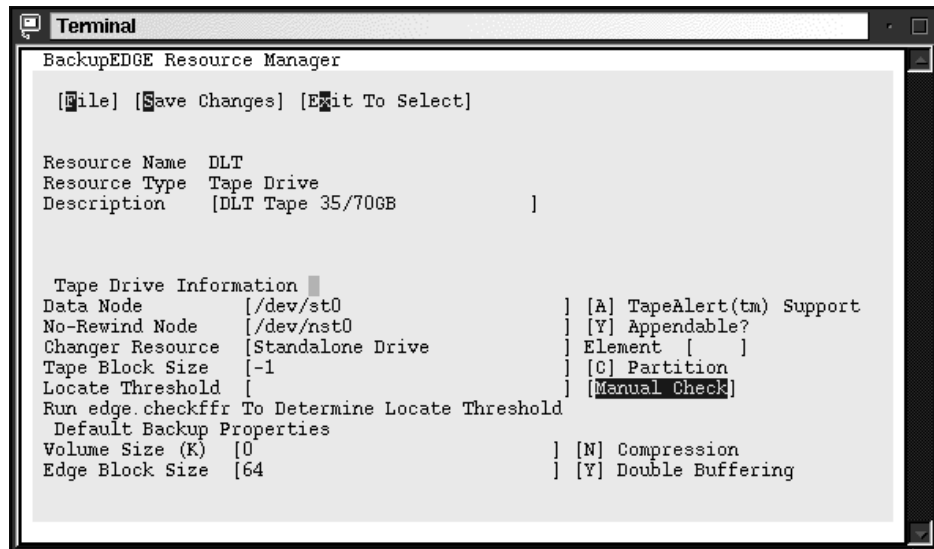 Terminal
BackupEDGE Resource Manager
[File] [Save Changes] [Exit To Select]
Resource Name DLT
Resource Type Tape Drive
Description [DLT Tape 35/70GB ]
Tape Drive Information
Data Node [/dev/st0 ] [A] TapeAlert(tm) Support
No-Rewind Node [/dev/nst0 ] [Y] Appendable?
Changer Resource [Standalone Drive ] Element [ ]
Tape Block Size [-1 ] [C] Partition
Locate Threshold [ ] [Manual Check]
Run edge.checkffr To Determine Locate Threshold
Default Backup Properties
Volume Size (K) [0 ] [N] Compression
Edge Block Size [64 ] [Y] Double Buffering